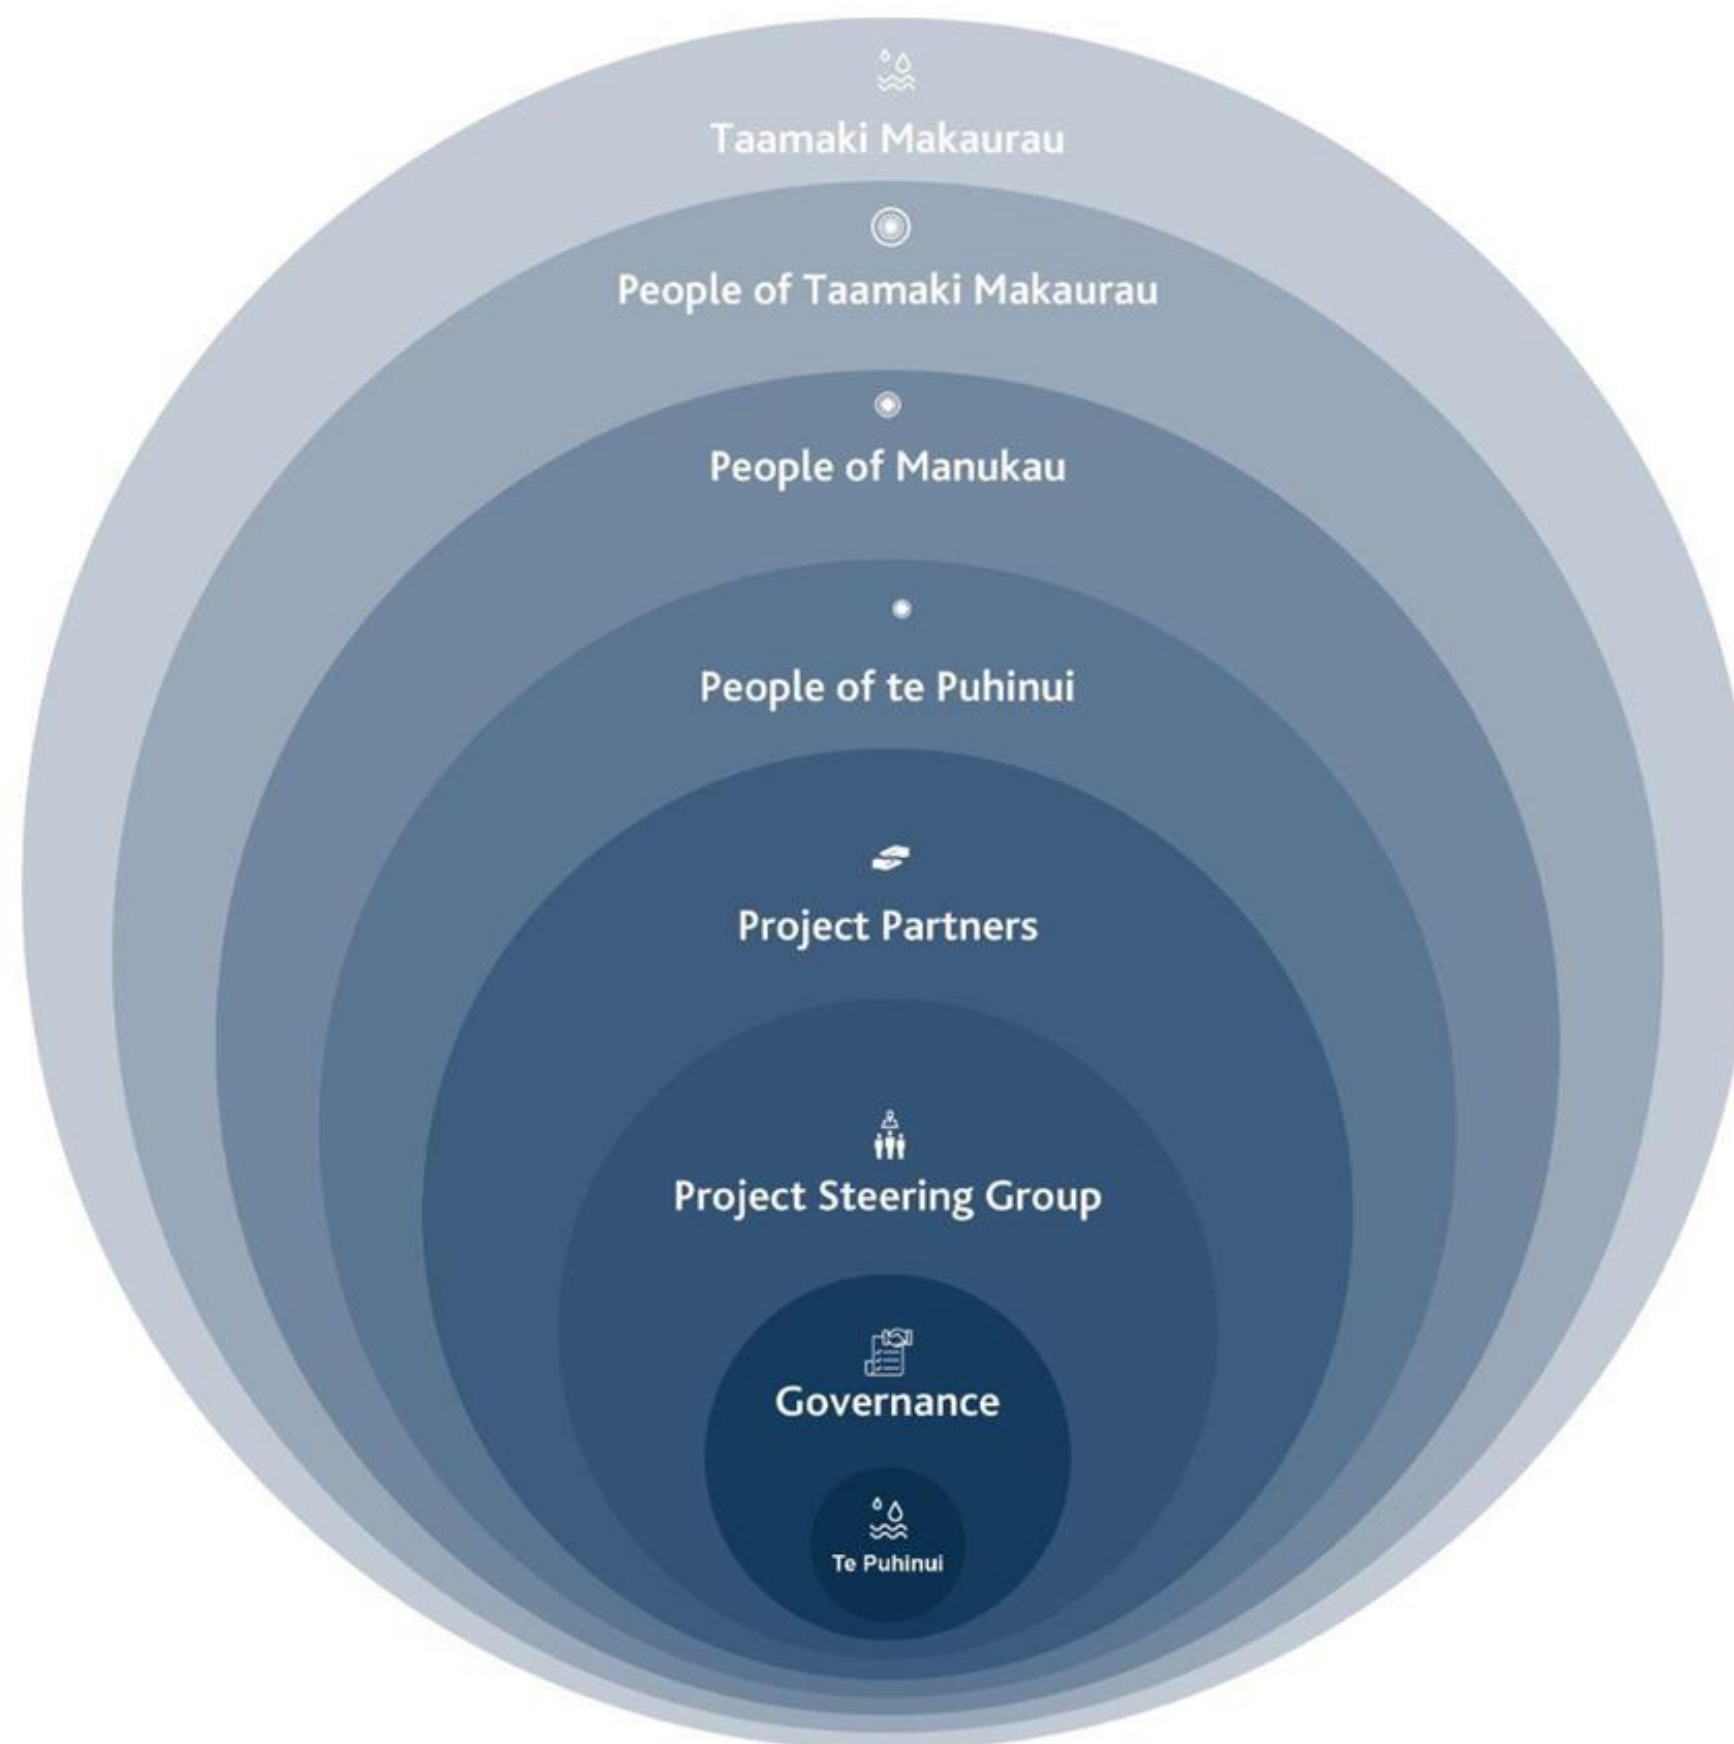 Taamaki Makaurau
People of Taamaki Makaurau
People of Manukau
People of te Puhinui
Project Partners
Project Steering Group
Governance
Te Puhinui